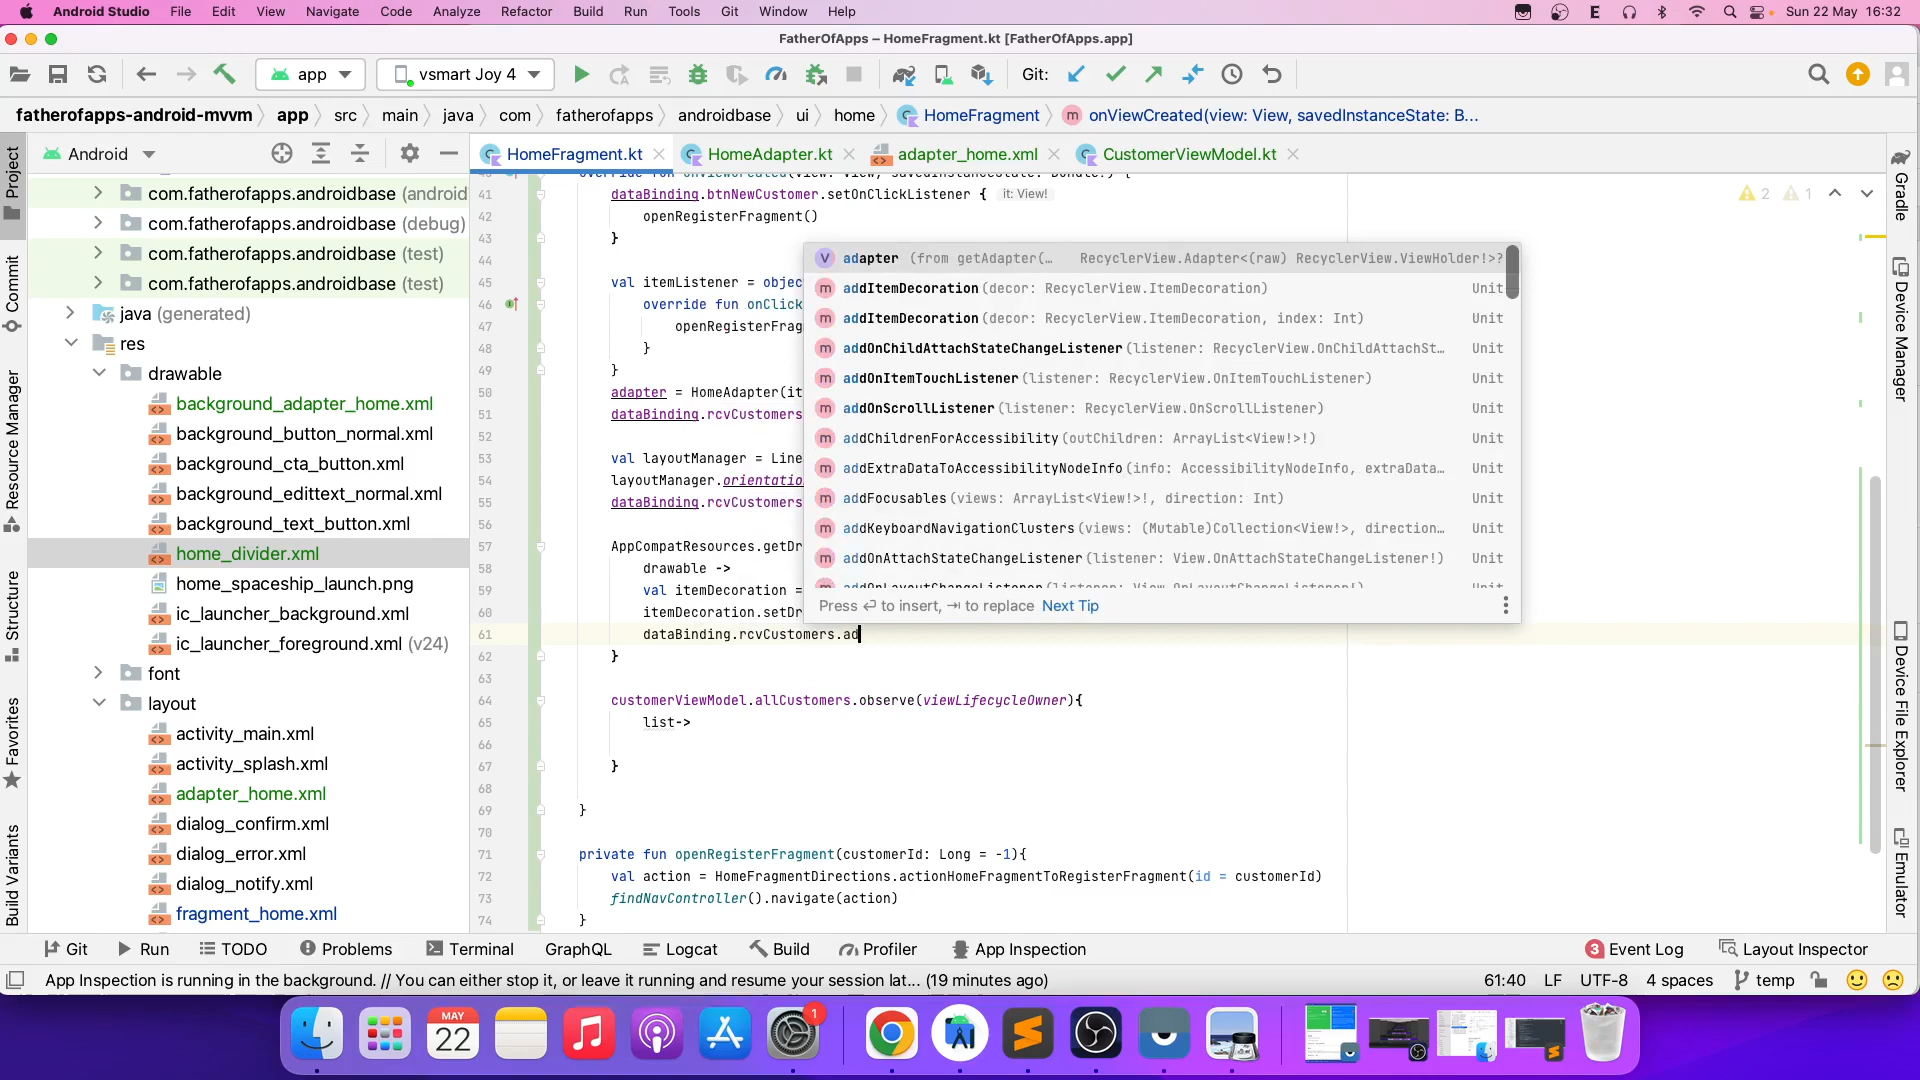 Android Studio File Edit View Navigate Code Analyze Refactor Build Run Tools Git Window Help E Sun 22 May 16:32
FatherOfApps – HomeFragment.kt [FatherOfApps.app]
app vsmart Joy 4 Git:
fatherofapps-android-mvvm app src main java com fatherofapps androidbase ui home HomeFragment onViewCreated(view: View, savedInstanceState: B...
Android HomeFragment.kt HomeAdapter.kt adapter_home.xml CustomerViewModel.kt
Project
Commit
Resource Manager
Structure
Favorites
Build Variants
com.fatherofapps.androidbase (android
com.fatherofapps.androidbase (debug)
com.fatherofapps.androidbase (test)
com.fatherofapps.androidbase (test)
java (generated)
res
drawable
background_adapter_home.xml
background_button_normal.xml
background_cta_button.xml
background_edittext_normal.xml
background_text_button.xml
home_divider.xml
home_spaceship_launch.png
ic_launcher_background.xml
ic_launcher_foreground.xml (v24)
font
layout
activity_main.xml
activity_splash.xml
adapter_home.xml
dialog_confirm.xml
dialog_error.xml
dialog_notify.xml
fragment_home.xml
2 1
40 override fun onViewCreated(view: View, savedInstanceState: Bundle?) {
41 dataBinding.btnNewCustomer.setOnClickListener { it: View!
42 openRegisterFragment()
43 }
44
45 val itemListener = objec
46 override fun onClick
47 openRegisterFrag
48 }
49 }
50 adapter = HomeAdapter(it
51 dataBinding.rcvCustomers
52
53 val layoutManager = Line
54 layoutManager.orientatio
55 dataBinding.rcvCustomers
56
57 AppCompatResources.getDr
58 drawable ->
59 val itemDecoration =
60 itemDecoration.setDr
61 dataBinding.rcvCustomers.ad
62 }
63
64 customerViewModel.allCustomers.observe(viewLifecycleOwner){
65 list->
66
67 }
68
69 }
70
71 private fun openRegisterFragment(customerId: Long = -1){
72 val action = HomeFragmentDirections.actionHomeFragmentToRegisterFragment(id = customerId)
73 findNavController().navigate(action)
74 }
V adapter (from getAdapter(… RecyclerView.Adapter<(raw) RecyclerView.ViewHolder!>?
m addItemDecoration(decor: RecyclerView.ItemDecoration) Unit
m addItemDecoration(decor: RecyclerView.ItemDecoration, index: Int) Unit
m addOnChildAttachStateChangeListener(listener: RecyclerView.OnChildAttachSt… Unit
m addOnItemTouchListener(listener: RecyclerView.OnItemTouchListener) Unit
m addOnScrollListener(listener: RecyclerView.OnScrollListener) Unit
m addChildrenForAccessibility(outChildren: ArrayList<View!>!) Unit
m addExtraDataToAccessibilityNodeInfo(info: AccessibilityNodeInfo, extraData… Unit
m addFocusables(views: ArrayList<View!>!, direction: Int) Unit
m addKeyboardNavigationClusters(views: (Mutable)Collection<View!>, direction… Unit
m addOnAttachStateChangeListener(listener: View.OnAttachStateChangeListener!) Unit
m addOnLayoutChangeListener(listener: View.OnLayoutChangeListener!) Unit
Press ⏎ to insert, ⇥ to replace Next Tip
Gradle
Device Manager
Device File Explorer
Emulator
Git Run TODO Problems Terminal GraphQL Logcat Build Profiler App Inspection 3 Event Log Layout Inspector
App Inspection is running in the background. // You can either stop it, or leave it running and resume your session lat... (19 minutes ago) 61:40 LF UTF-8 4 spaces temp
MAY
22
1